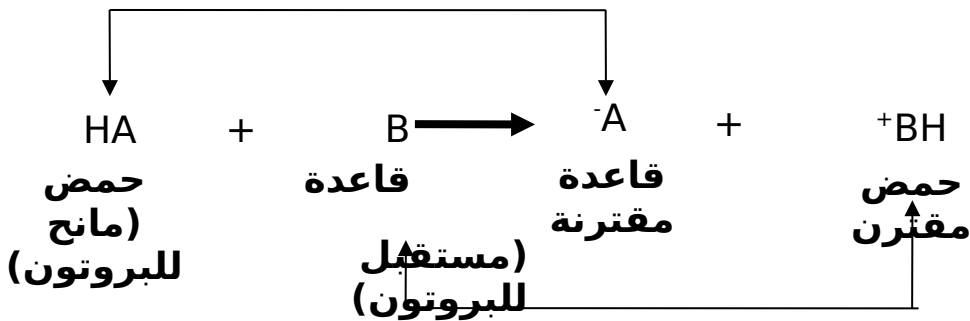 HA + B ⁻A + ⁺BH
حمض
(مانح
للبروتون)
قاعدة
(مستقبل
للبروتون)
قاعدة
مقترنة
حمض
مقترن